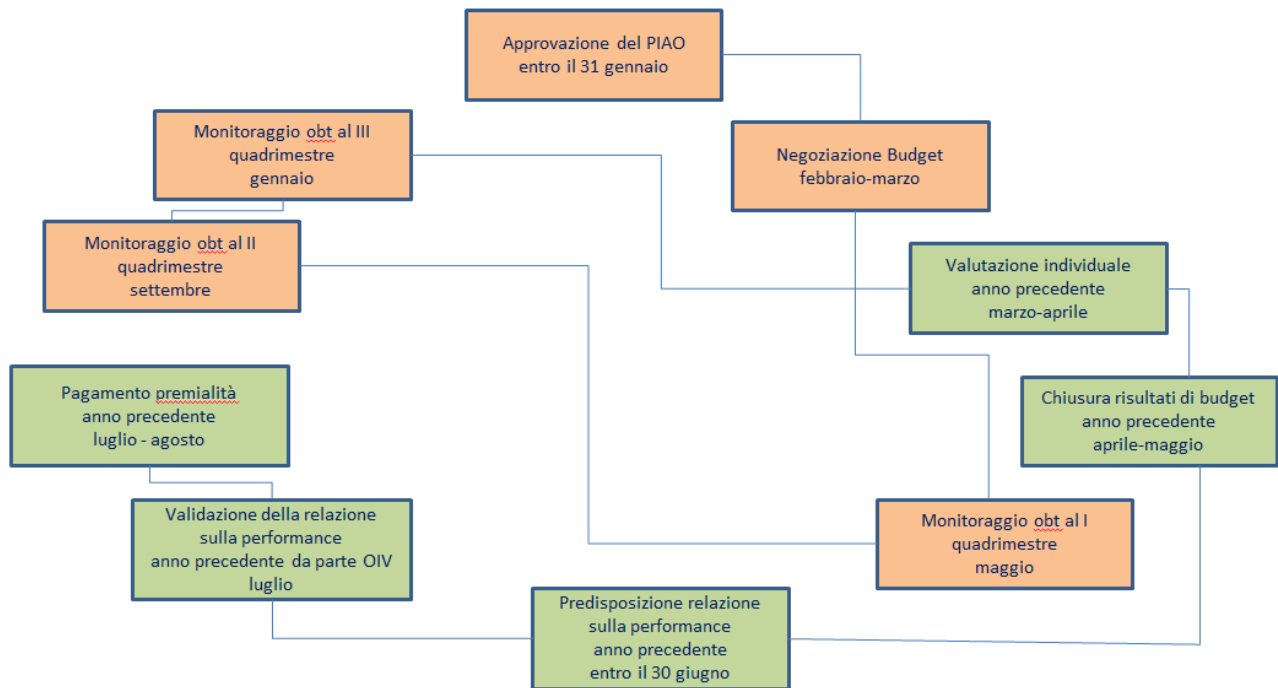 Approvazione del PIAO
entro il 31 gennaio
Monitoraggio obt al III
quadrimestre
gennaio
Negoziazione Budget
febbraio-marzo
Monitoraggio obt al II
quadrimestre
settembre
Valutazione individuale
anno precedente
marzo-aprile
Pagamento premialità
anno precedente
luglio - agosto
Chiusura risultati di budget
anno precedente
aprile-maggio
Validazione della relazione
sulla performance
anno precedente da parte OIV
luglio
Monitoraggio obt al I
quadrimestre
maggio
Predisposizione relazione
sulla performance
anno precedente
entro il 30 giugno